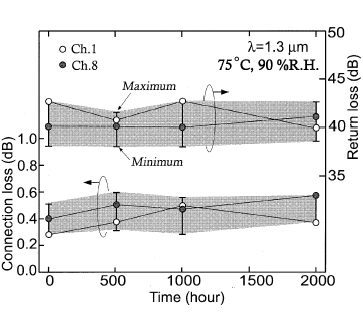 50
Ch.1
λ=1.3 μm
Ch.8
75°C, 90 %R.H.
45
Maximum
40
1.0
Minimum
35
0.8
0.6
0.4
0.2
0.0
0
500
1000
1500
2000
Time (hour)
Connection loss (dB)
Return loss (dB)